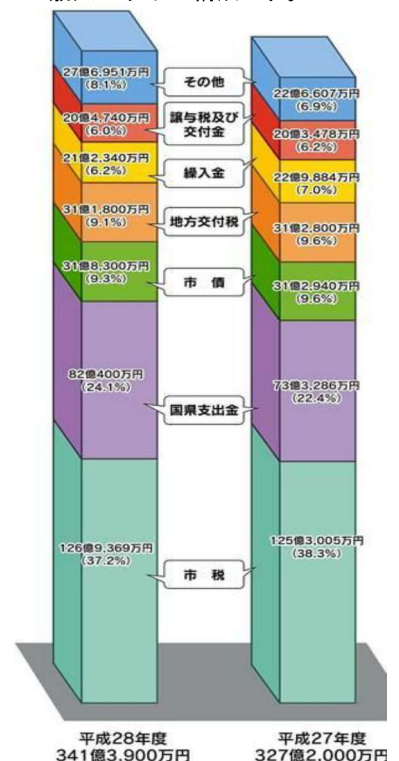 27億6,951万円
(8.1%)
20億4,740万円
(6.0%)
21億2,340万円
(6.2%)
31億1,800万円
(9.1%)
31億8,300万円
(9.3%)
82億400万円
(24.1%)
126億9,369万円
(37.2%)
その他
譲与税及び
交付金
繰入金
地方交付税
市 債
国県支出金
市 税
22億6,607万円
(6.9%)
20億3,478万円
(6.2%)
22億9,884万円
(7.0%)
31億2,800万円
(9.6%)
31億2,940万円
(9.6%)
73億3,286万円
(22.4%)
125億3,005万円
(38.3%)
平成28年度
341億3,900万円
平成27年度
327億2,000万円